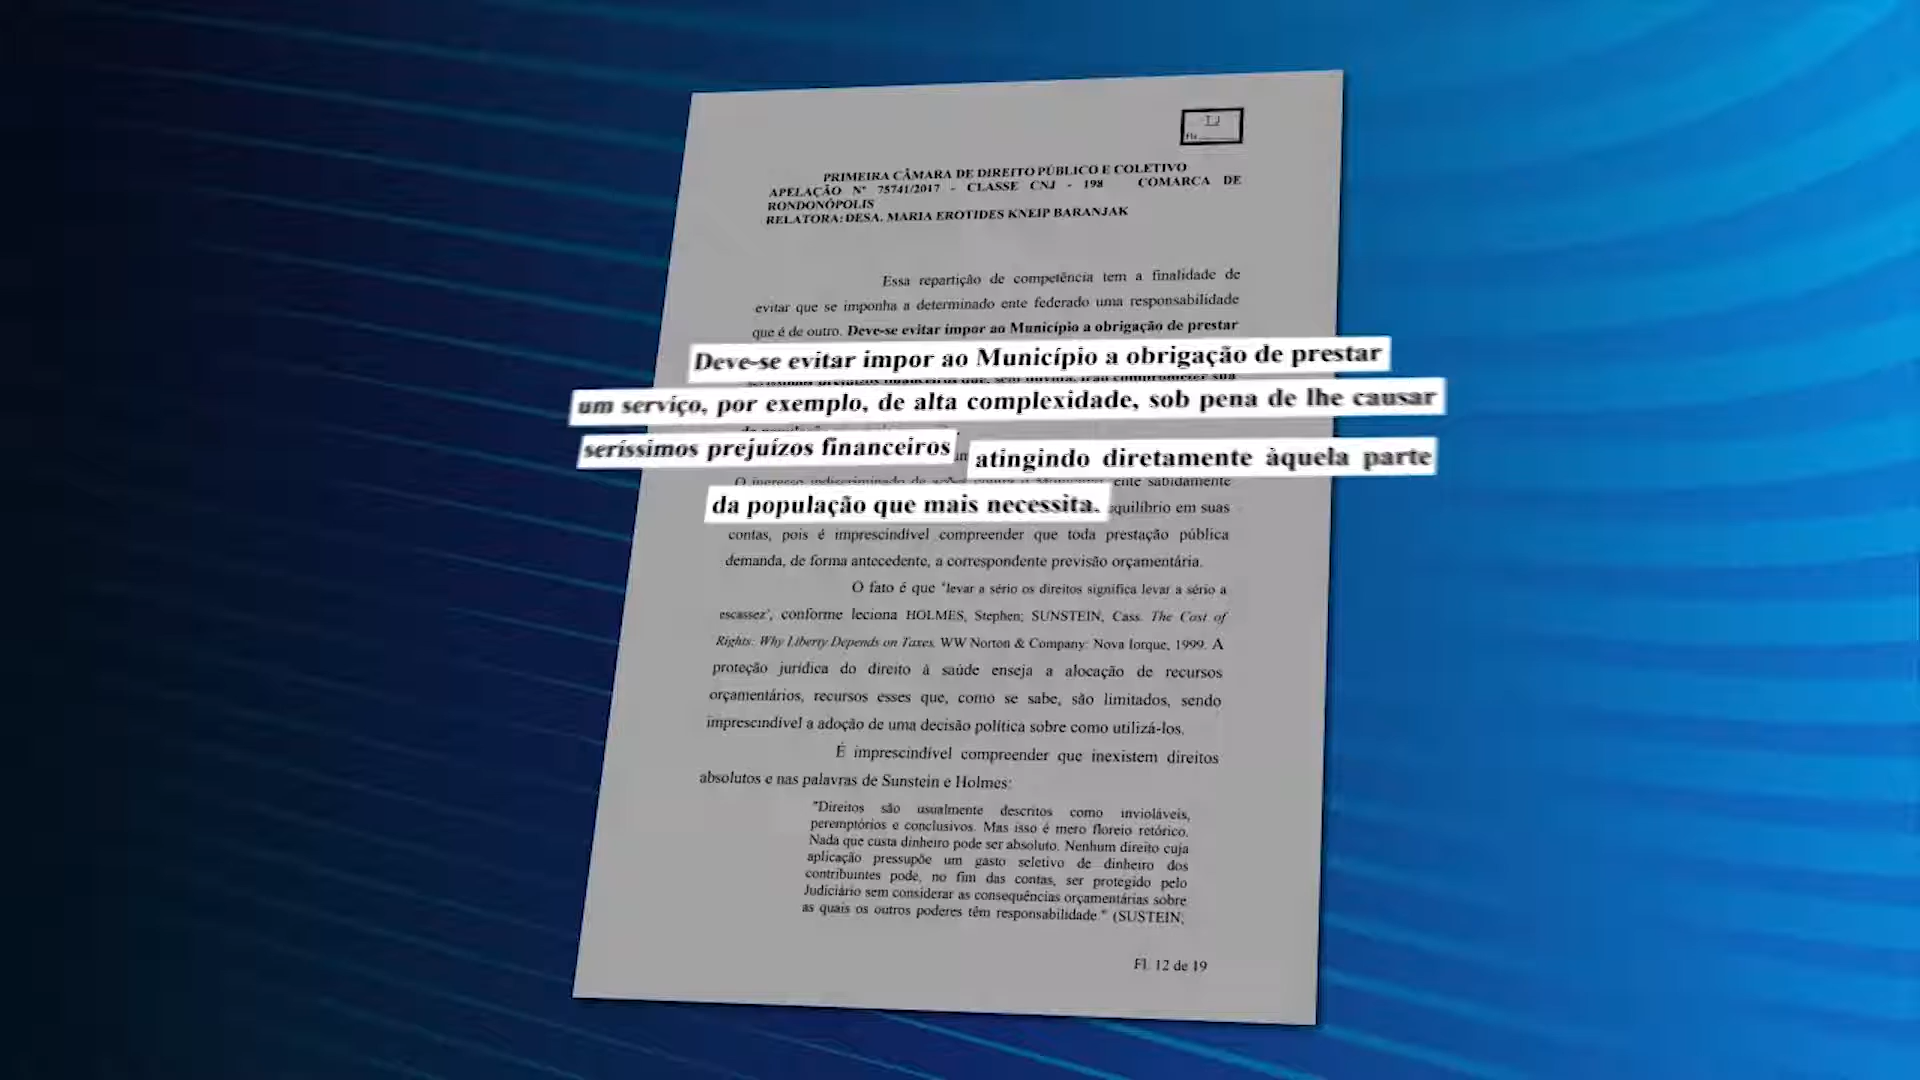 TJ
Fls
PRIMEIRA CÂMARA DE DIREITO PÚBLICO E COLETIVO
APELAÇÃO Nº 75741/2017 - CLASSE CNJ - 198 COMARCA DE
RONDONÓPOLIS
RELATORA: DESA. MARIA EROTIDES KNEIP BARANJAK
Essa repartição de competência tem a finalidade de
evitar que se imponha a determinado ente federado uma responsabilidade
que é de outro. Deve-se evitar impor ao Município a obrigação de prestar
Deve-se evitar impor ao Município a obrigação de prestar
um serviço, por exemplo, de alta complexidade, sob pena de lhe causar
seríssimos prejuízos financeiros
atingindo diretamente àquela parte
O ingresso indiscriminado de ações contra o ente sabidamente
da população que mais necessita.
equilíbrio em suas
contas, pois é imprescindível compreender que toda prestação pública
demanda, de forma antecedente, a correspondente previsão orçamentária.
O fato é que 'levar a sério os direitos significa levar a sério a
escassez', conforme leciona HOLMES, Stephen; SUNSTEIN, Cass. The Cost of
Rights: Why Liberty Depends on Taxes. WW Norton & Company: Nova Iorque, 1999. A
proteção jurídica do direito à saúde enseja a alocação de recursos
orçamentários, recursos esses que, como se sabe, são limitados, sendo
imprescindível a adoção de uma decisão política sobre como utilizá-los.
É imprescindível compreender que inexistem direitos
absolutos e nas palavras de Sunstein e Holmes:
"Direitos são usualmente descritos como invioláveis,
peremptórios e conclusivos. Mas isso é mero floreio retórico.
Nada que custa dinheiro pode ser absoluto. Nenhum direito cuja
aplicação pressupõe um gasto seletivo de dinheiro dos
contribuintes pode, no fim das contas, ser protegido pelo
Judiciário sem considerar as consequências orçamentárias sobre
as quais os outros poderes têm responsabilidade." (SUSTEIN;
Fl. 12 de 19